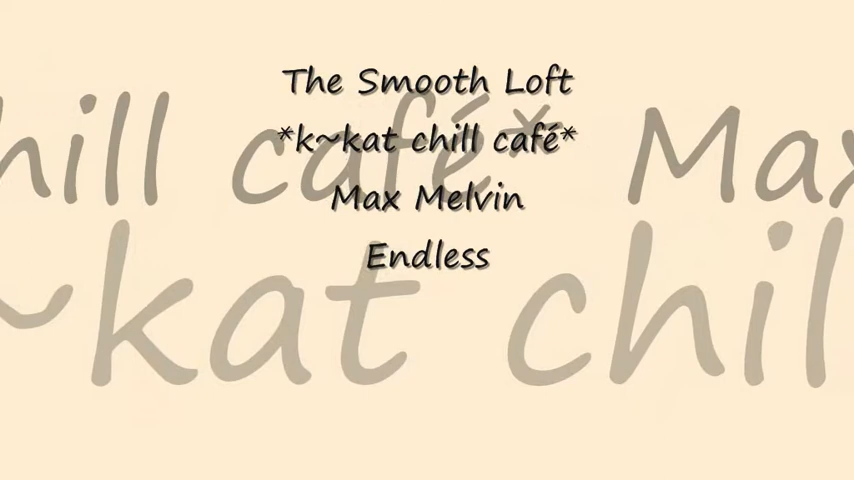 The Smooth Loft
*k~kat chill café*
Max Melvin
Endless
hill café* Max
~kat chil